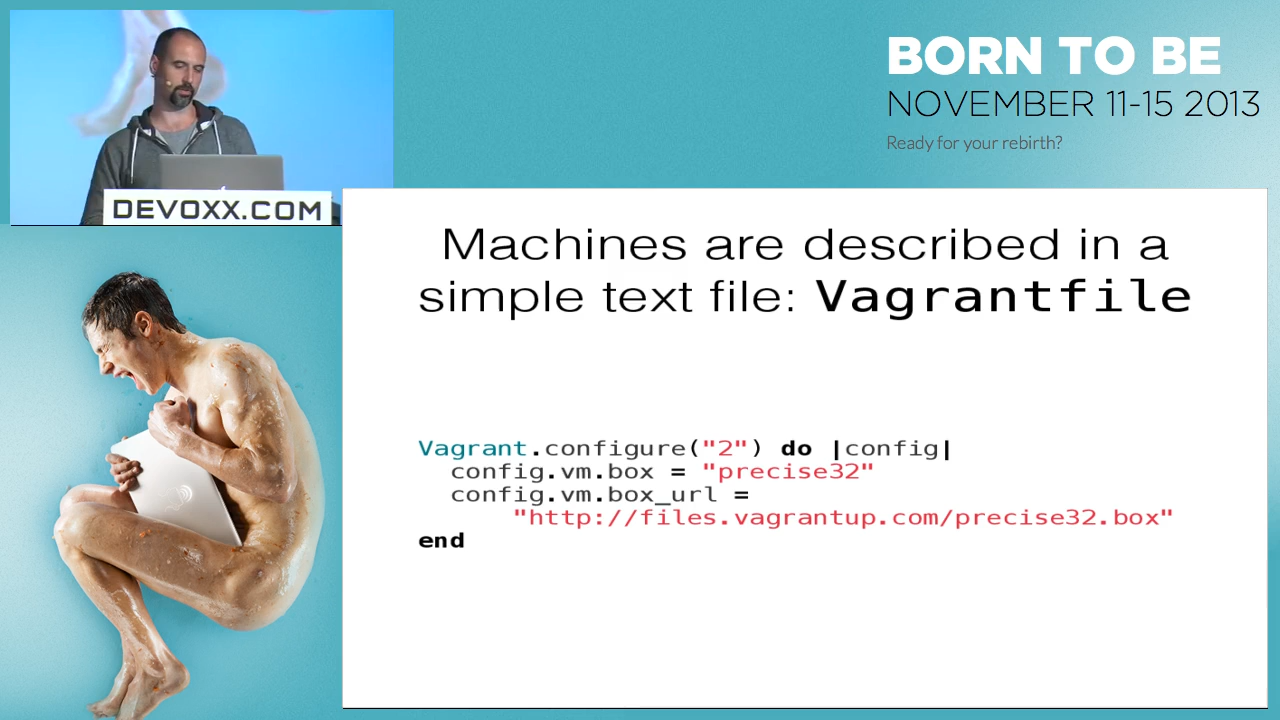 BORN TO BE
NOVEMBER 11-15 2013
Ready for your rebirth?
DEVOXX.COM
Machines are described in a
simple text file: Vagrantfile
Vagrant.configure("2") do |config|
config.vm.box = "precise32"
config.vm.box_url =
"http://files.vagrantup.com/precise32.box"
end